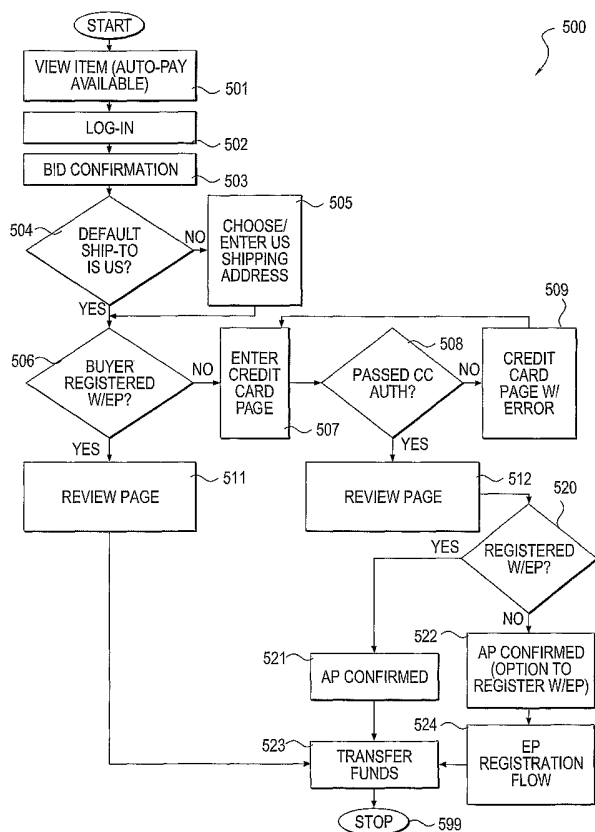 START
500
VIEW ITEM (AUTO-PAY
AVAILABLE)
501
LOG-IN
502
BID CONFIRMATION
503
504
DEFAULT
SHIP-TO
IS US?
NO
YES
505
CHOOSE/
ENTER US
SHIPPING
ADDRESS
506
BUYER
REGISTERED
W/EP?
NO
YES
ENTER
CREDIT
CARD
PAGE
507
508
PASSED CC
AUTH?
NO
YES
509
CREDIT
CARD
PAGE W/
ERROR
REVIEW PAGE
511
REVIEW PAGE
512
520
REGISTERED
W/EP?
YES
NO
521
AP CONFIRMED
522
AP CONFIRMED
(OPTION TO
REGISTER W/EP)
523
TRANSFER
FUNDS
524
EP
REGISTRATION
FLOW
STOP
599